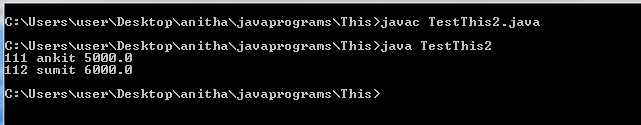 C:\Users\user\Desktop\anitha\javaprograms\This>javac TestThis2.java
C:\Users\user\Desktop\anitha\javaprograms\This>java TestThis2
111 ankit 5000.0
112 sumit 6000.0
C:\Users\user\Desktop\anitha\javaprograms\This>